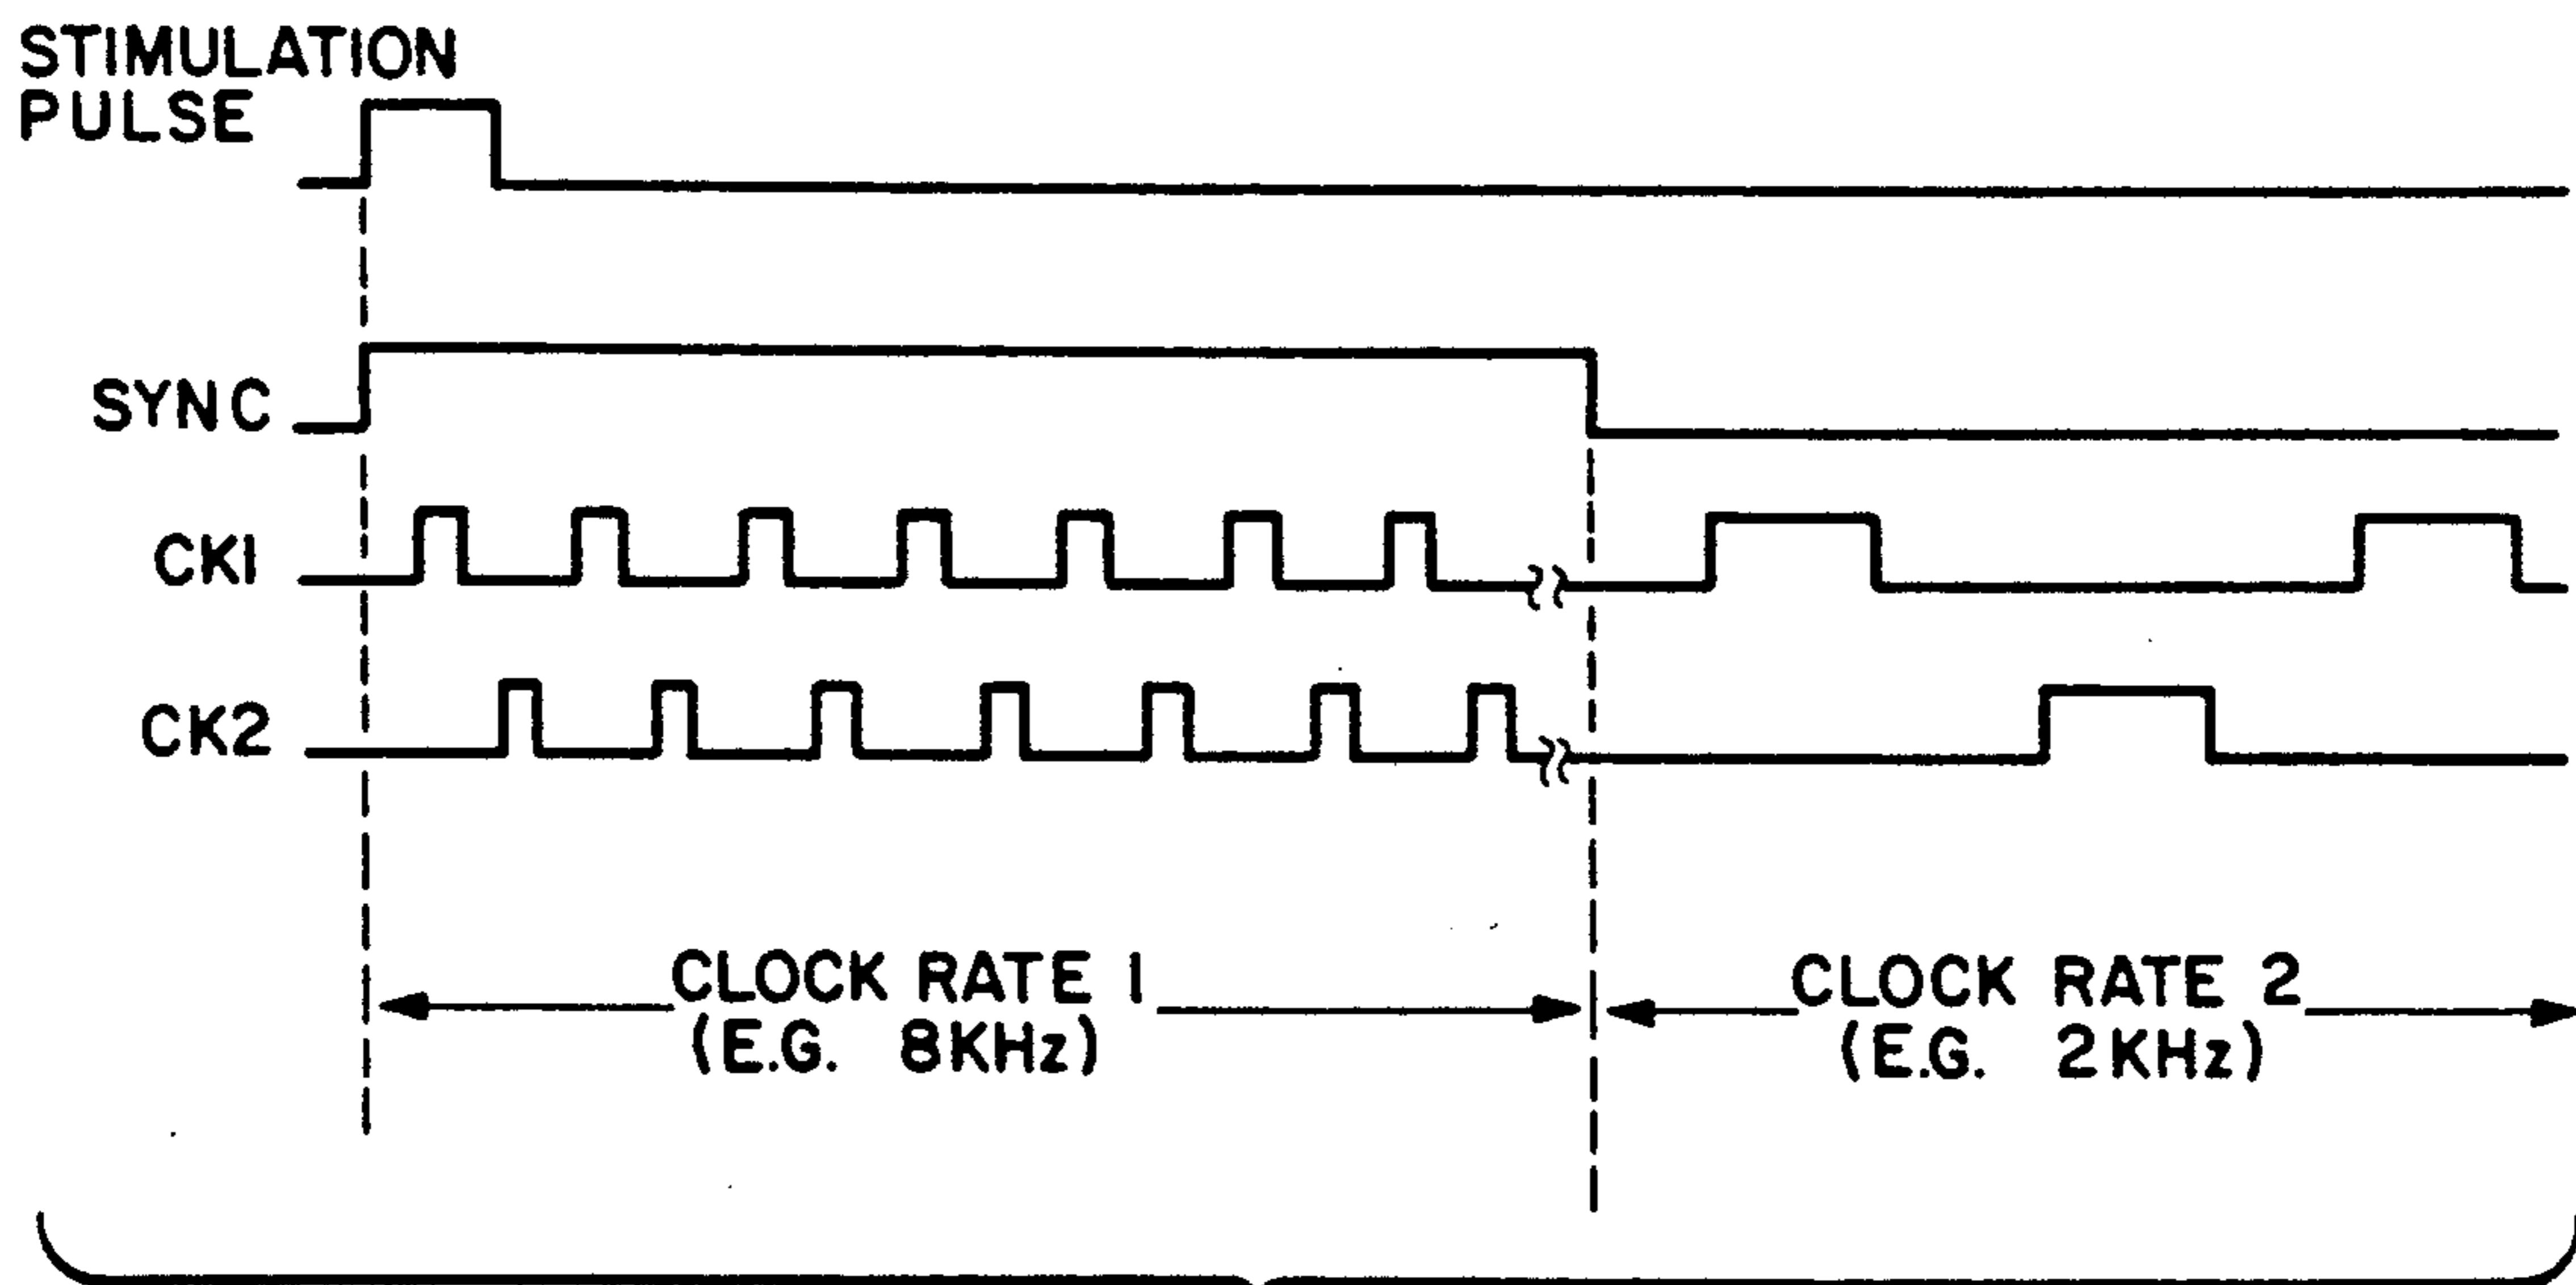 STIMULATION
PULSE
SYNC
CK1
CK2
CLOCK RATE 1
(E.G. 8KHz)
CLOCK RATE 2
(E.G. 2KHz)